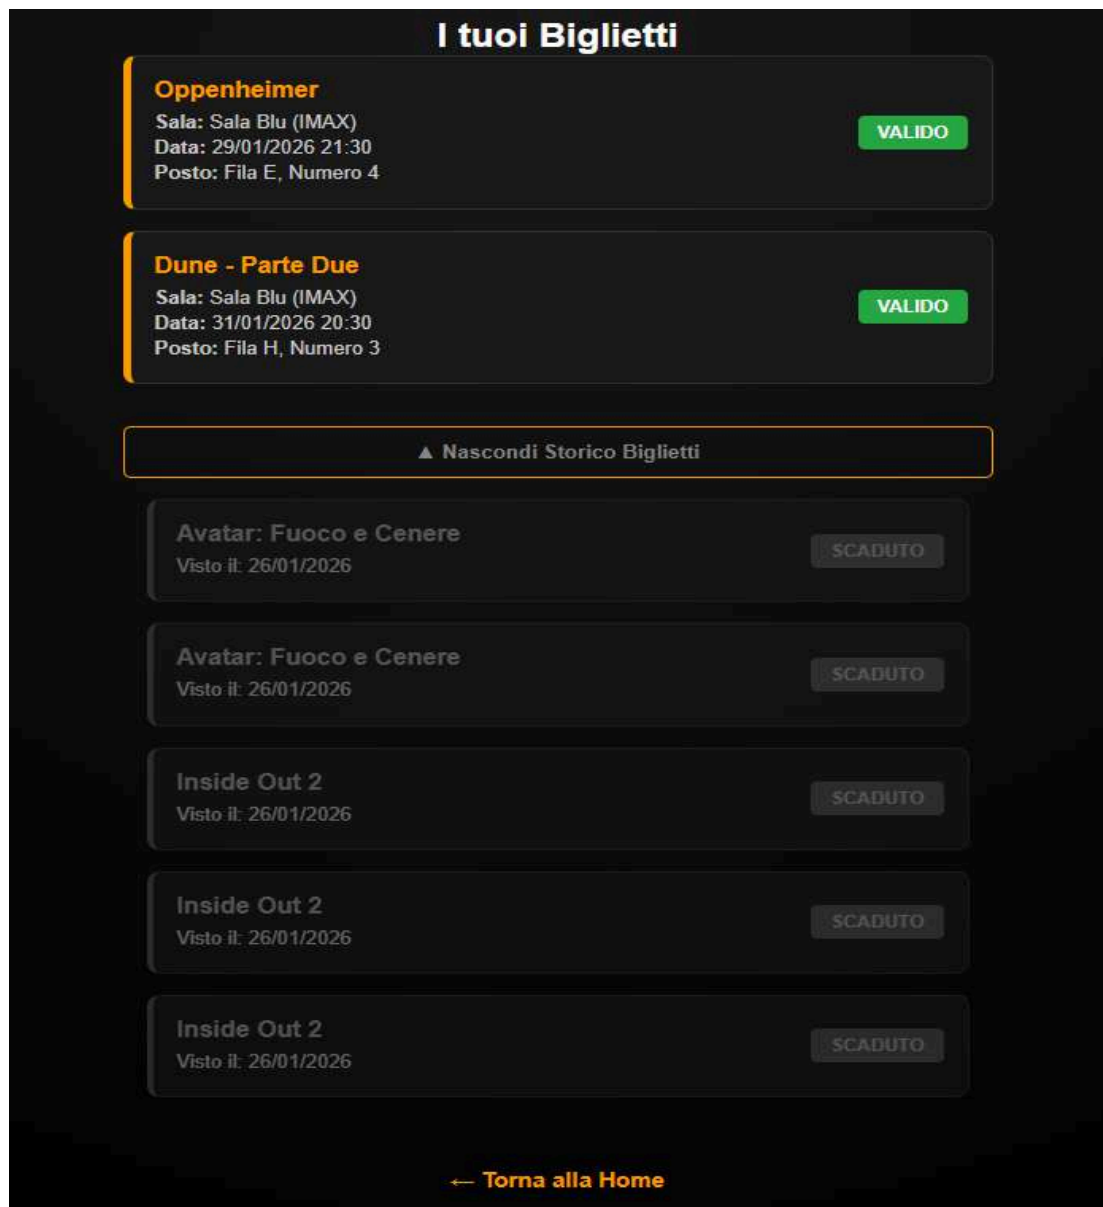 I tuoi Biglietti
Oppenheimer
Sala: Sala Blu (IMAX)
Data: 29/01/2026 21:30
Posto: Fila E, Numero 4
VALIDO
Dune - Parte Due
Sala: Sala Blu (IMAX)
Data: 31/01/2026 20:30
Posto: Fila H, Numero 3
VALIDO
▲ Nascondi Storico Biglietti
Avatar: Fuoco e Cenere
Visto il: 26/01/2026
SCADUTO
Avatar: Fuoco e Cenere
Visto il: 26/01/2026
SCADUTO
Inside Out 2
Visto il: 26/01/2026
SCADUTO
Inside Out 2
Visto il: 26/01/2026
SCADUTO
Inside Out 2
Visto il: 26/01/2026
SCADUTO
← Torna alla Home